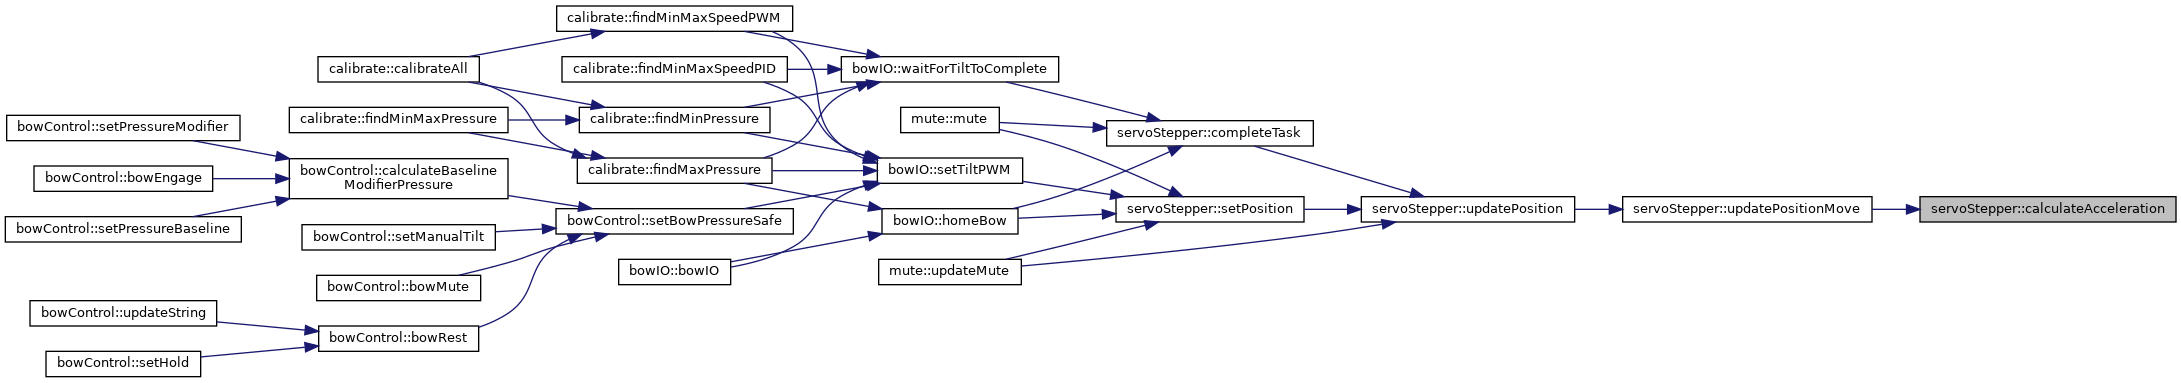 calibrate::findMinMaxSpeedPWM
calibrate::calibrateAll
calibrate::findMinMaxSpeedPID
bowIO::waitForTiltToComplete
bowControl::setPressureModifier
calibrate::findMinMaxPressure
calibrate::findMinPressure
mute::mute
servoStepper::completeTask
bowControl::bowEngage
bowControl::calculateBaseline
ModifierPressure
calibrate::findMaxPressure
bowIO::setTiltPWM
bowControl::setPressureBaseline
bowControl::setManualTilt
bowControl::setBowPressureSafe
bowIO::homeBow
servoStepper::setPosition
servoStepper::updatePosition
servoStepper::updatePositionMove
servoStepper::calculateAcceleration
bowControl::bowMute
bowIO::bowIO
mute::updateMute
bowControl::updateString
bowControl::bowRest
bowControl::setHold